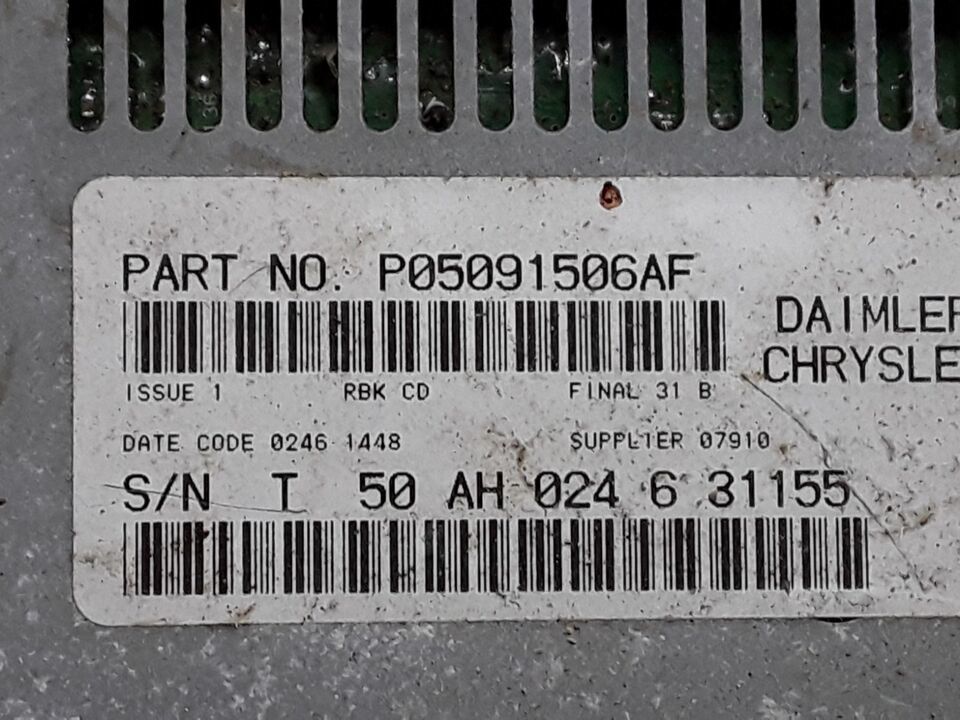 PART NO. P05091506AF
DAIMLER
CHRYSLE
ISSUE 1 RBK CD FINAL 31 B
DATE CODE 0246 1448 SUPPLIER 07910
S/N T 50 AH 024 6 31155